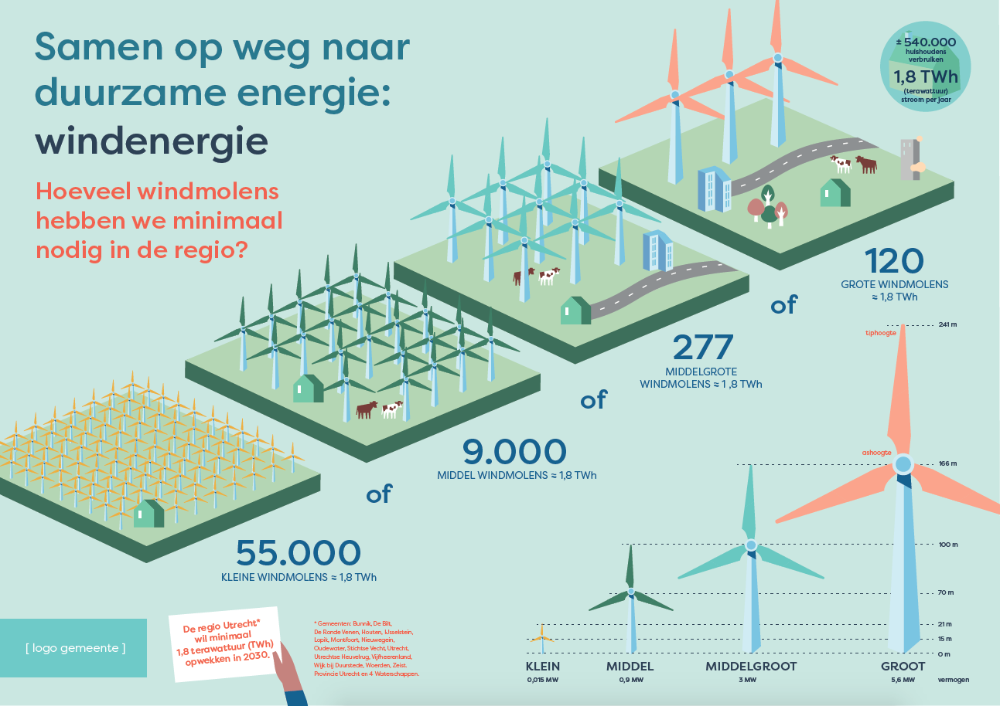 Samen op weg naar
duurzame energie:
windenergie
Hoeveel windmolens
hebben we minimaal
nodig in de regio?
± 540.000
huishoudens
verbruiken
1,8 TWh
(terawattuur)
stroom per jaar
120
GROTE WINDMOLENS
≈ 1,8 TWh
of
277
MIDDELGROTE
WINDMOLENS ≈ 1 ,8 TWh
of
9.000
MIDDEL WINDMOLENS ≈ 1,8 TWh
of
55.000
KLEINE WINDMOLENS ≈ 1,8 TWh
tiphoogte
241 m
ashoogte
166 m
100 m
70 m
21 m
15 m
0 m
KLEIN
MIDDEL
MIDDELGROOT
GROOT
0,015 MW
0,9 MW
3 MW
5,6 MW
vermogen
[ logo gemeente ]
De regio Utrecht*
wil minimaal
1,8 terawattuur (TWh)
opwekken in 2030.
* Gemeenten: Bunnik, De Bilt,
De Ronde Venen, Houten, IJsselstein,
Lopik, Montfoort, Nieuwegein,
Oudewater, Stichtse Vecht, Utrecht,
Utrechtse Heuvelrug, Vijfheerenland,
Wijk bij Duurstede, Woerden, Zeist.
Provincie Utrecht en 4 Waterschappen.